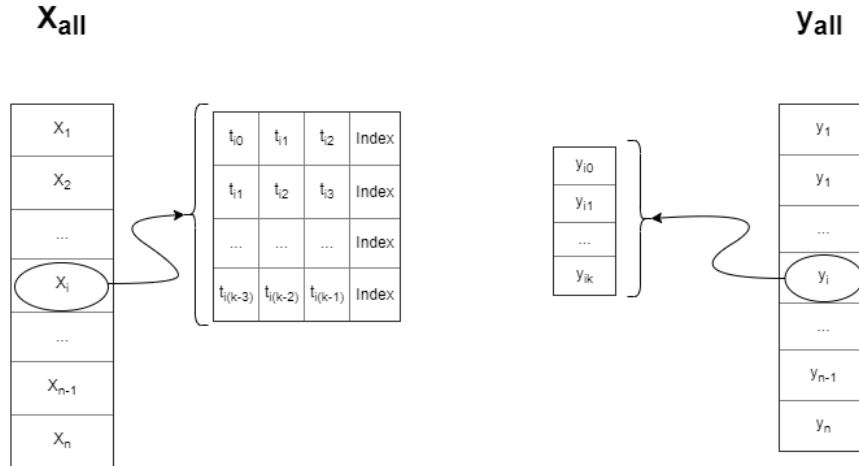 X_all
y_all
X_1
X_2
...
X_i
...
X_n-1
X_n
t_i0 t_i1 t_i2 Index
t_i1 t_i2 t_i3 Index
... ... ... Index
t_i(k-3) t_i(k-2) t_i(k-1) Index
y_i0
y_i1
...
y_ik
y_1
y_1
...
y_i
...
y_n-1
y_n